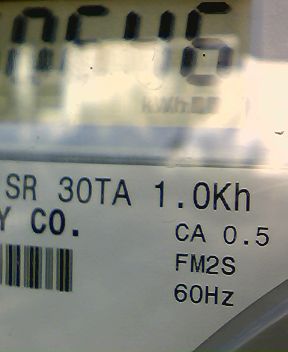 kWh
SR 30TA 1.0Kh
Y CO.
CA 0.5
FM2S
60Hz